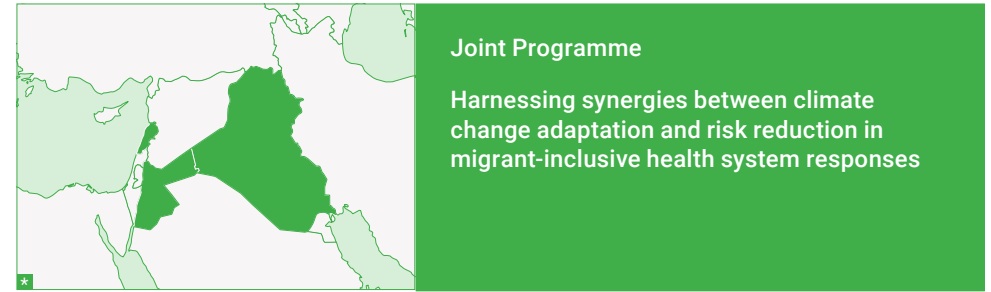 Joint Programme
Harnessing synergies between climate
change adaptation and risk reduction in
migrant-inclusive health system responses
*